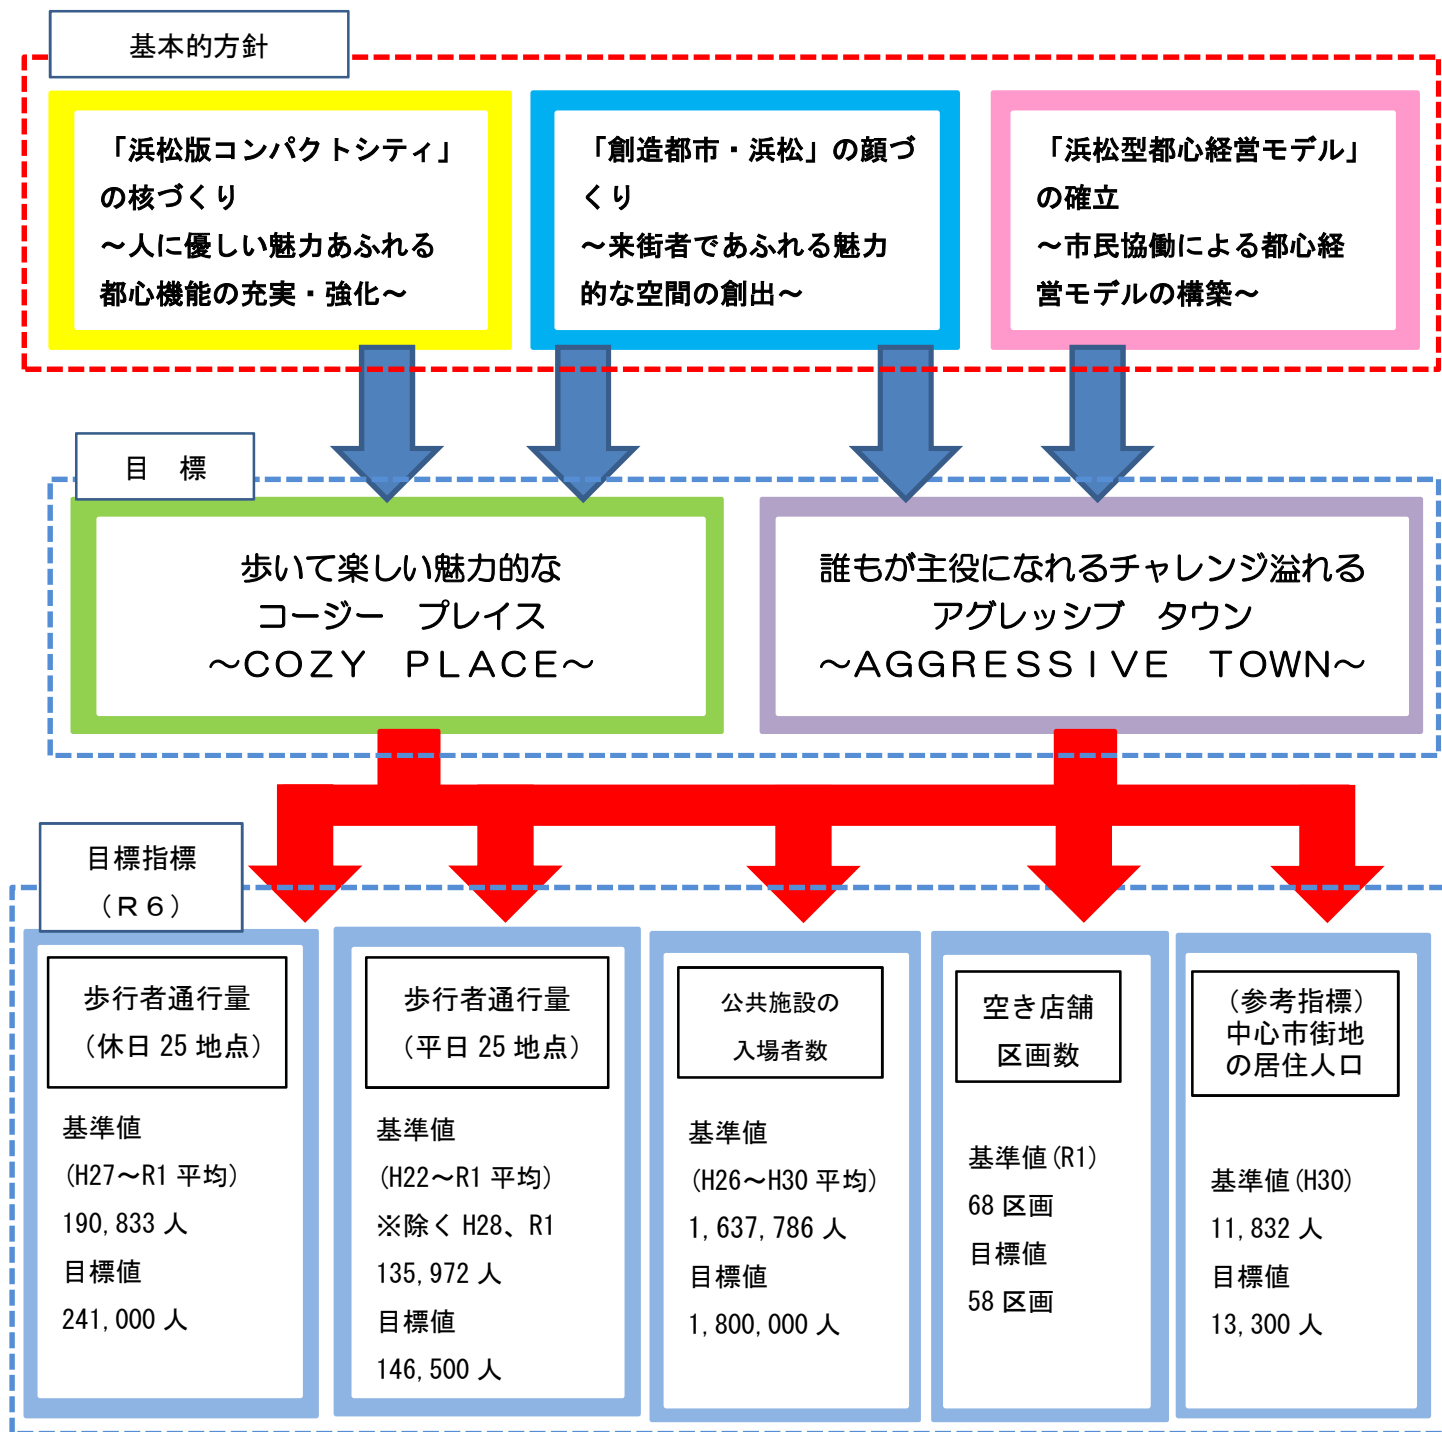 基本的方針
「浜松版コンパクトシティ」
の核づくり
～人に優しい魅力あふれる
都心機能の充実・強化～
「創造都市・浜松」の顔づ
くり
～来街者であふれる魅力
的な空間の創出～
「浜松型都心経営モデル」
の確立
～市民協働による都心経
営モデルの構築～
目　標
歩いて楽しい魅力的な
コージー　プレイス
～ＣＯＺＹ　ＰＬＡＣＥ～
誰もが主役になれるチャレンジ溢れる
アグレッシブ　タウン
～ＡＧＧＲＥＳＳＩＶＥ　ＴＯＷＮ～
目標指標
（Ｒ６）
歩行者通行量
（休日 25 地点）
基準値
(H27～R1 平均)
190,833 人
目標値
241,000 人
歩行者通行量
（平日 25 地点）
基準値
(H22～R1 平均)
※除く H28、R1
135,972 人
目標値
146,500 人
公共施設の
入場者数
基準値
(H26～H30 平均)
1,637,786 人
目標値
1,800,000 人
空き店舗
区画数
基準値(R1)
68 区画
目標値
58 区画
（参考指標）
中心市街地
の居住人口
基準値(H30)
11,832 人
目標値
13,300 人